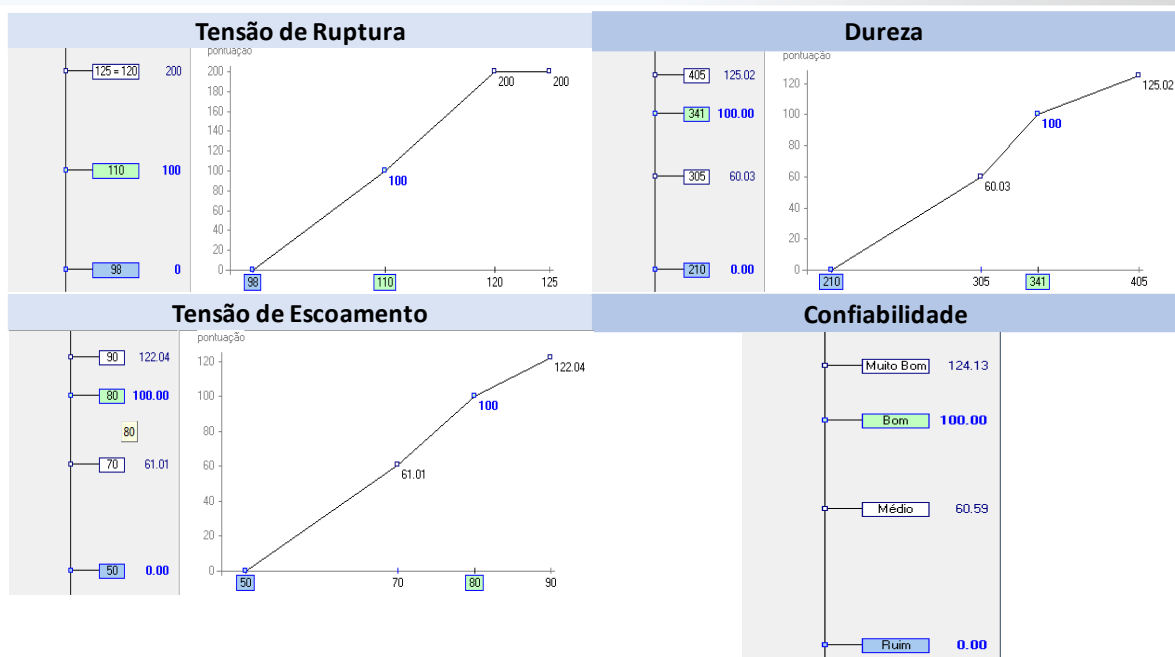 Tensão de Ruptura
125 = 120 200
110 100
98 0
pontuação
200
180
160
140
120
100
80
60
40
20
0
100
200 200
98 110 120 125
Dureza
405 125.02
341 100.00
305 60.03
210 0.00
pontuação
120
100
80
60
40
20
0
60.03
100
125.02
210 305 341 405
Tensão de Escoamento
90 122.04
80 100.00
80
70 61.01
50 0.00
pontuação
120
100
80
60
40
20
0
61.01
100
122.04
50 70 80 90
Confiabilidade
Muito Bom 124.13
Bom 100.00
Médio 60.59
Ruim 0.00